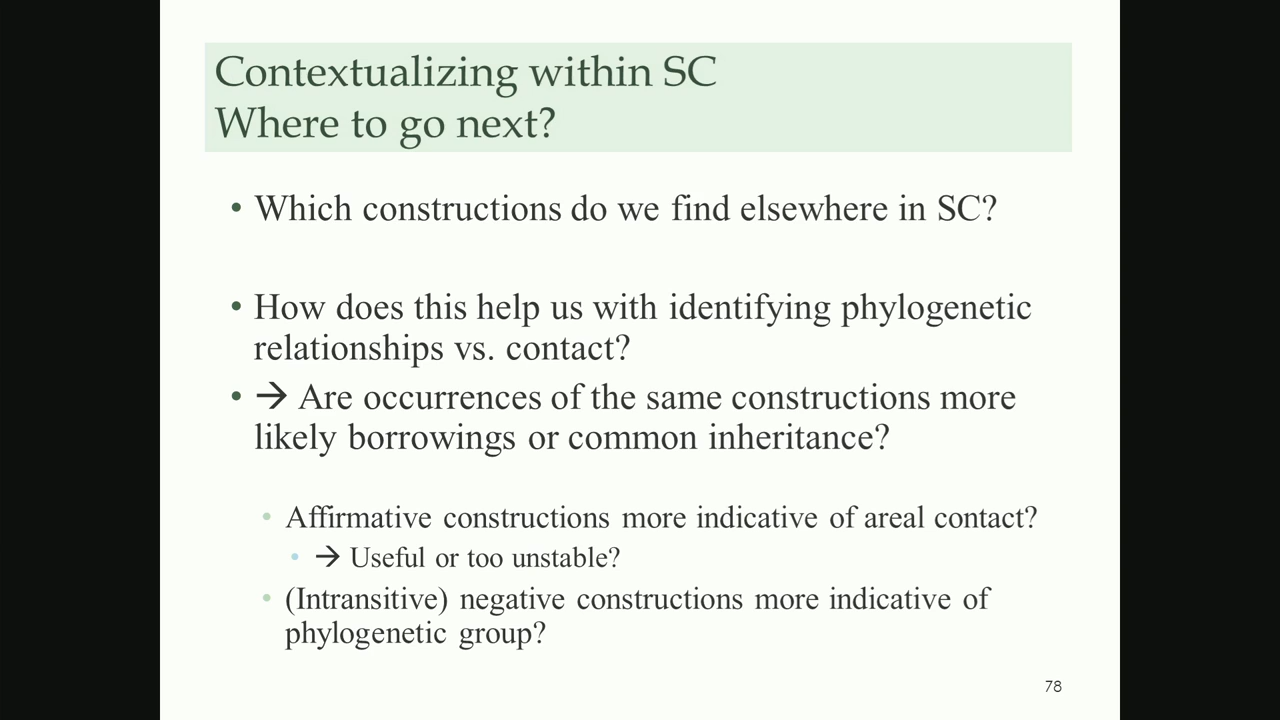 Contextualizing within SC
Where to go next?
• Which constructions do we find elsewhere in SC?
• How does this help us with identifying phylogenetic
relationships vs. contact?
• → Are occurrences of the same constructions more
likely borrowings or common inheritance?
• Affirmative constructions more indicative of areal contact?
• → Useful or too unstable?
• (Intransitive) negative constructions more indicative of
phylogenetic group?
78